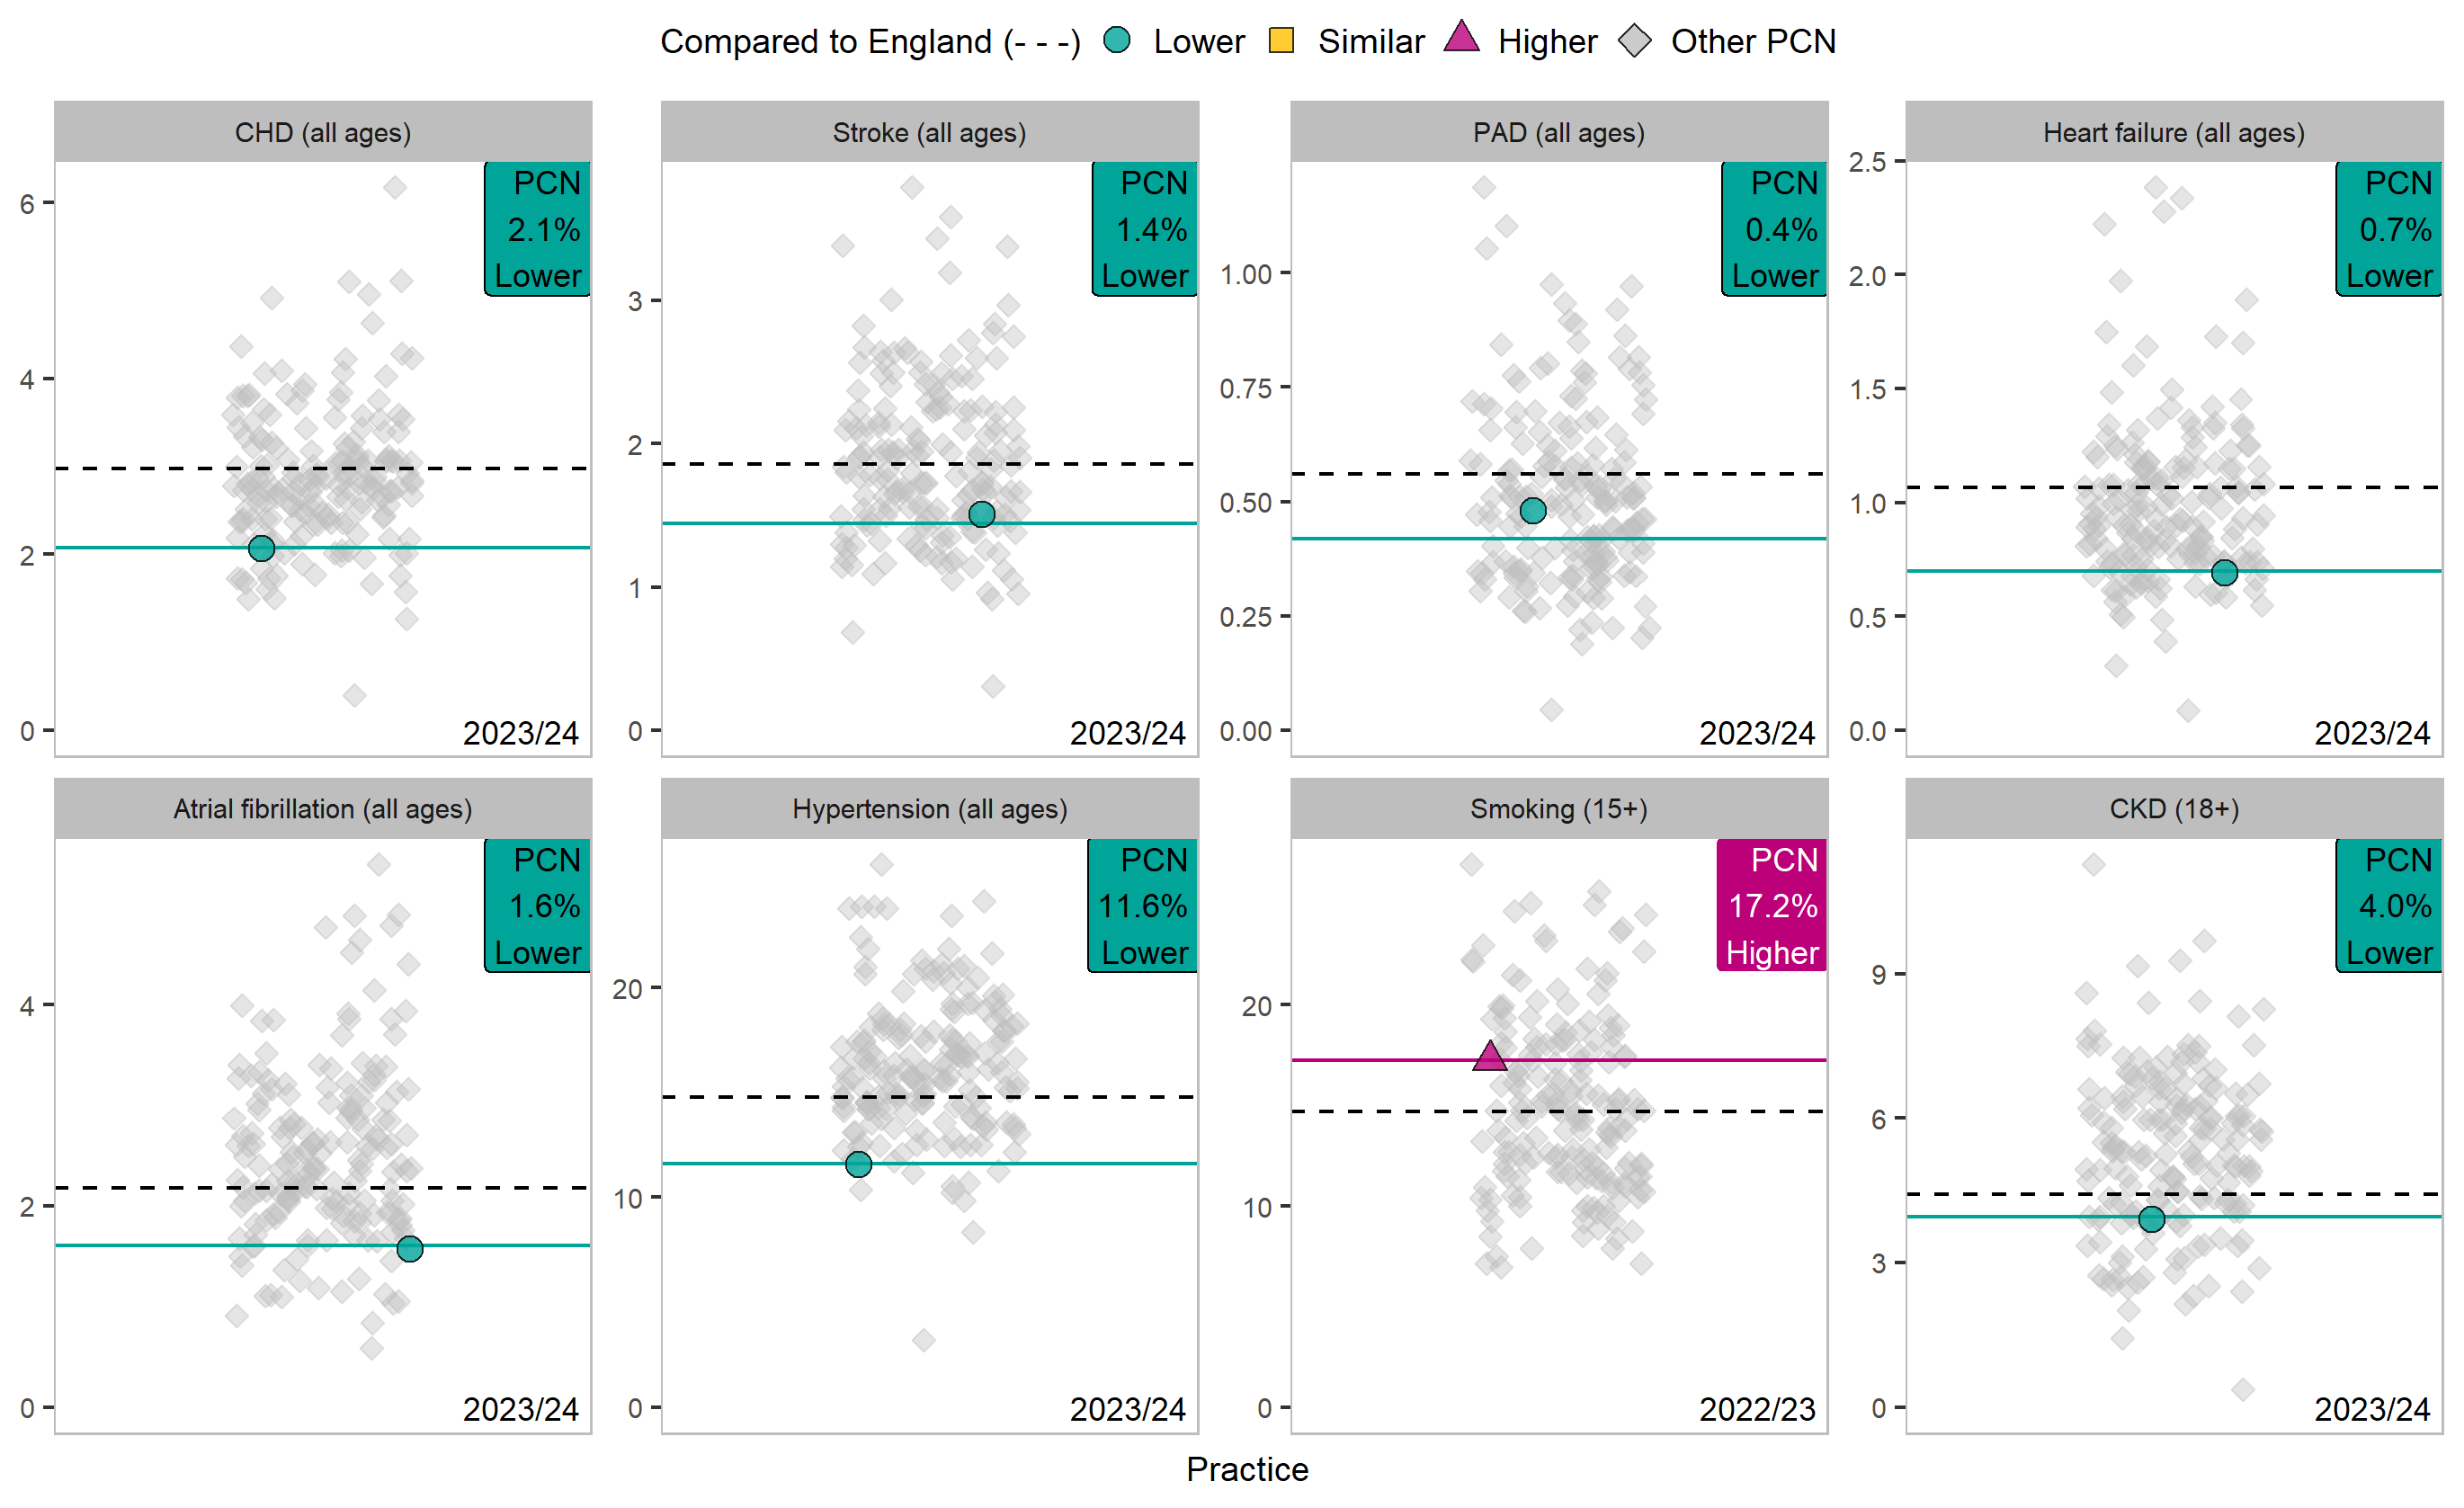 Compared to England (- - -) Lower Similar Higher Other PCN
CHD (all ages)
6
4
2
0
PCN
2.1%
Lower
2023/24
Stroke (all ages)
3
2
1
0
PCN
1.4%
Lower
2023/24
PAD (all ages)
1.00
0.75
0.50
0.25
0.00
PCN
0.4%
Lower
2023/24
Heart failure (all ages)
2.5
2.0
1.5
1.0
0.5
0.0
PCN
0.7%
Lower
2023/24
Atrial fibrillation (all ages)
4
2
0
PCN
1.6%
Lower
2023/24
Hypertension (all ages)
20
10
0
PCN
11.6%
Lower
2023/24
Smoking (15+)
20
10
0
PCN
17.2%
Higher
2022/23
CKD (18+)
9
6
3
0
PCN
4.0%
Lower
2023/24
Practice